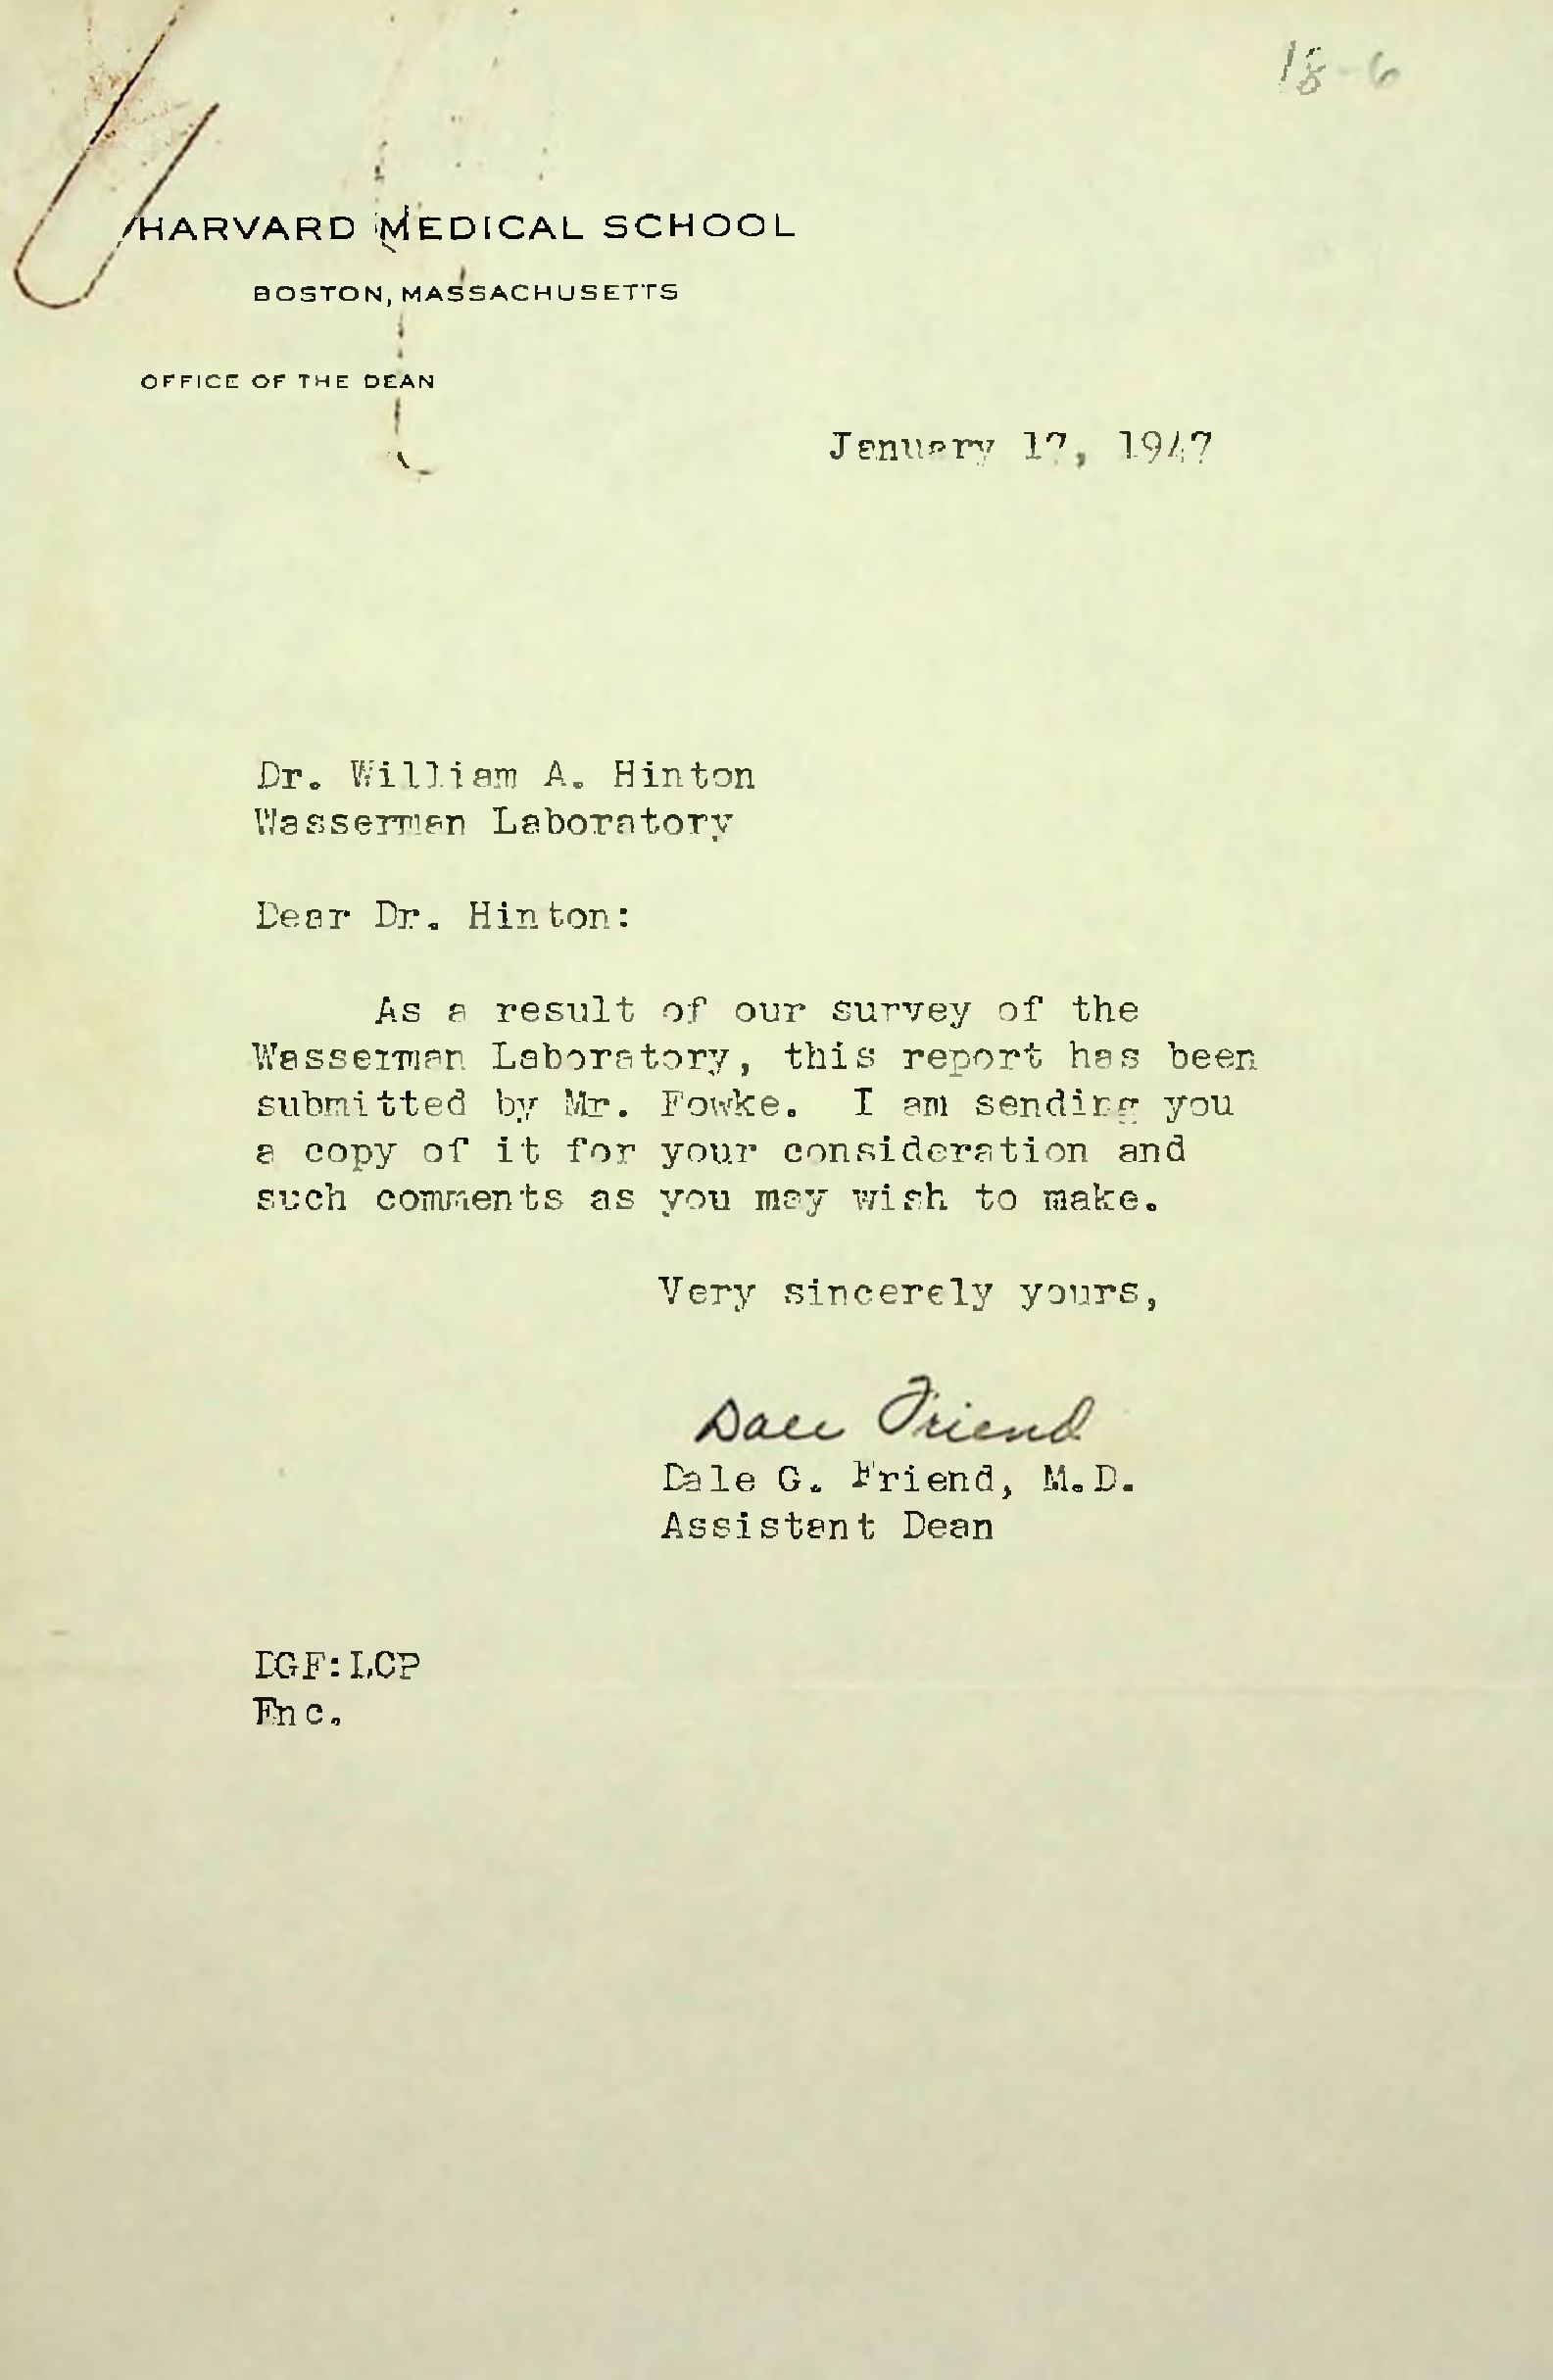 18-6
HARVARD MEDICAL SCHOOL
BOSTON, MASSACHUSETTS
OFFICE OF THE DEAN
January 17, 1947
Dr. William A. Hinton
Wasserman Laboratory
Dear Dr. Hinton:
As a result of our survey of the
Wasserman Laboratory, this report has been
submitted by Mr. Fowke. I am sending you
a copy of it for your consideration and
such comments as you may wish to make.
Very sincerely yours,
Dale Friend
Dale G. Friend, M.D.
Assistant Dean
DGF:LCP
Enc.